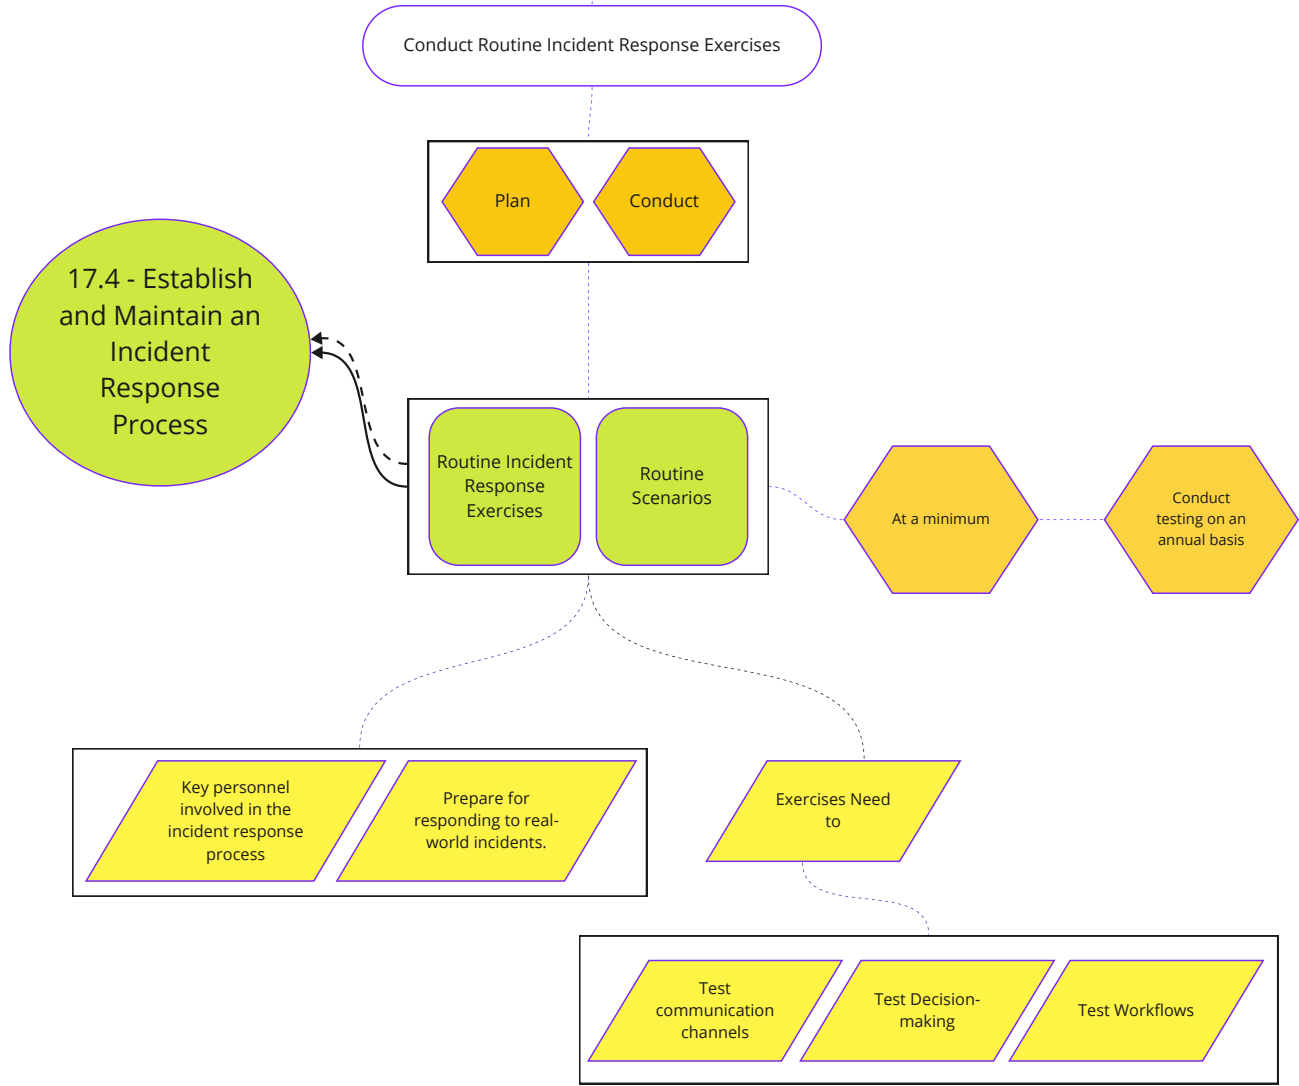 Conduct Routine Incident Response Exercises
Plan
Conduct
17.4 - Establish
and Maintain an
Incident
Response
Process
Routine Incident
Response
Exercises
Routine
Scenarios
At a minimum
Conduct
testing on an
annual basis
Key personnel
involved in the
incident response
process
Prepare for
responding to real-
world incidents.
Exercises Need
to
Test
communication
channels
Test Decision-
making
Test Workflows